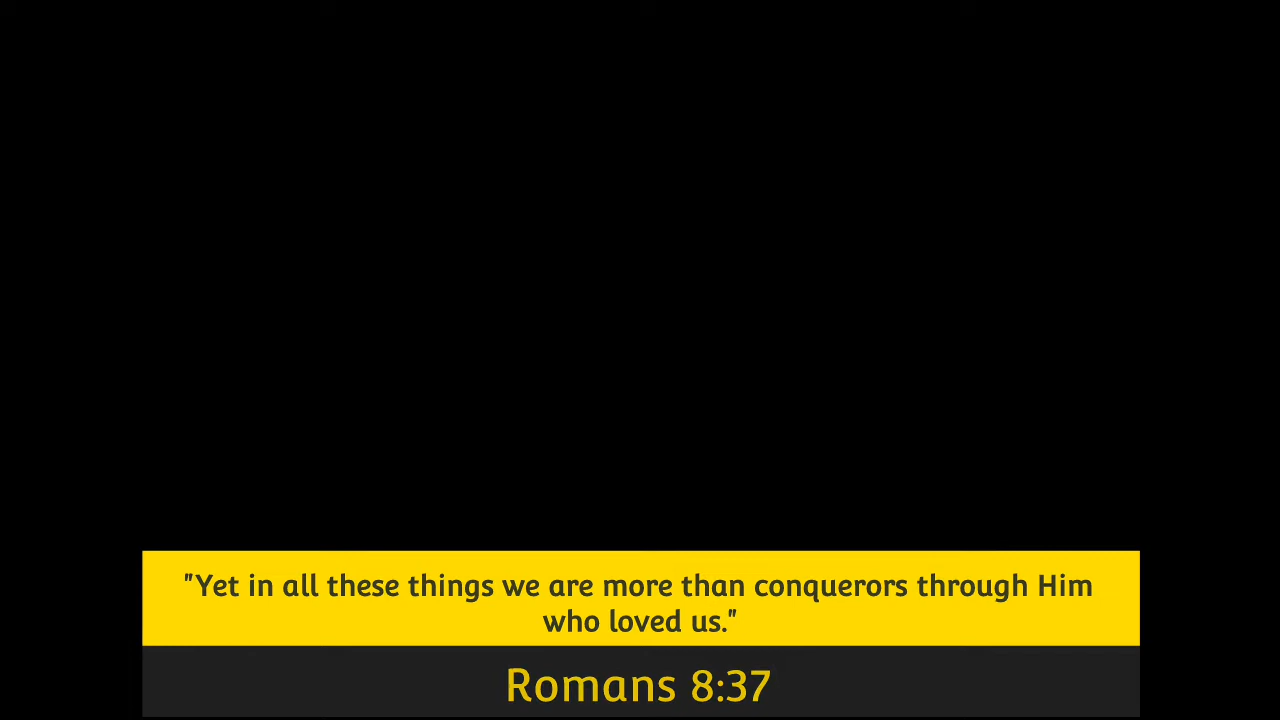 "Yet in all these things we are more than conquerors through Him
who loved us."
Romans 8:37